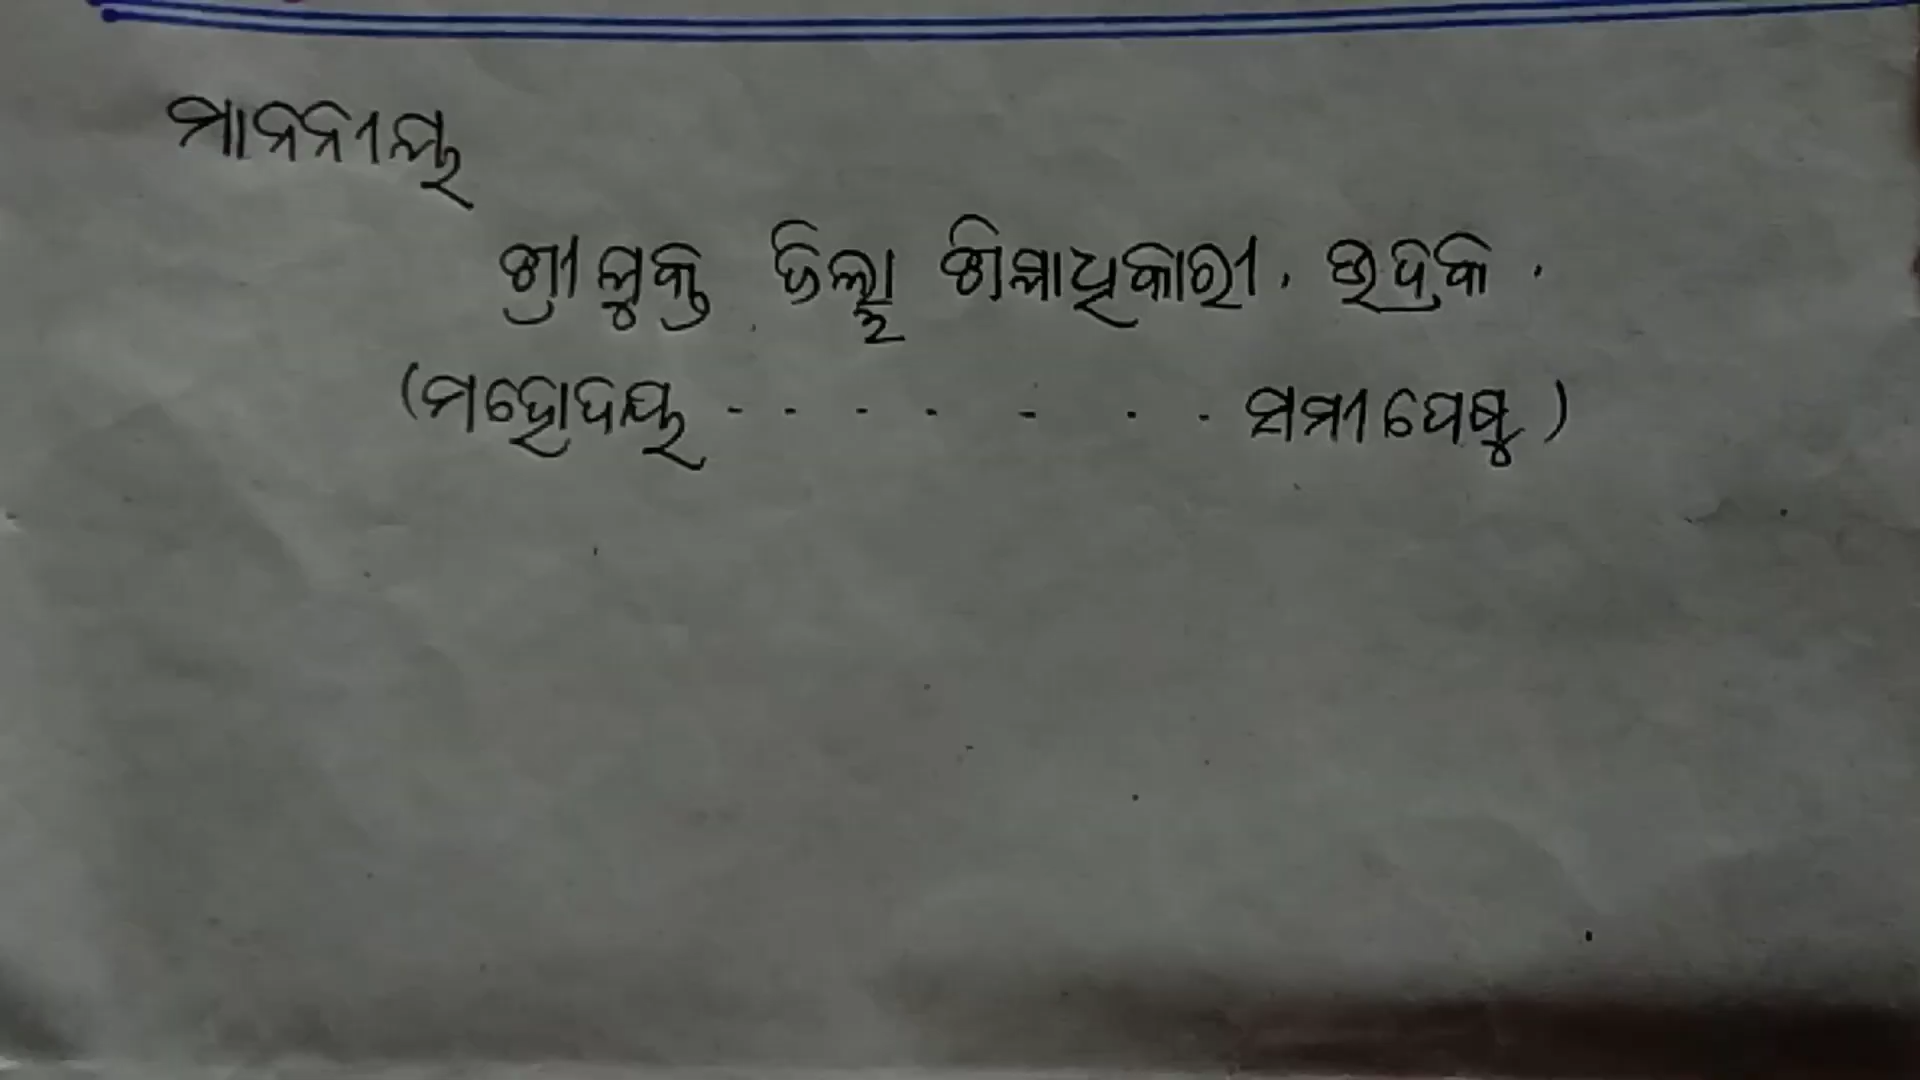 ମାନନୀୟ
ଶ୍ରୀଯୁକ୍ତ ଜିଲ୍ଲା ଶିକ୍ଷାଧିକାରୀ, ଭଦ୍ରକ .
(ମହୋଦୟ - - - - - - - ସମୀପେଷୁ)